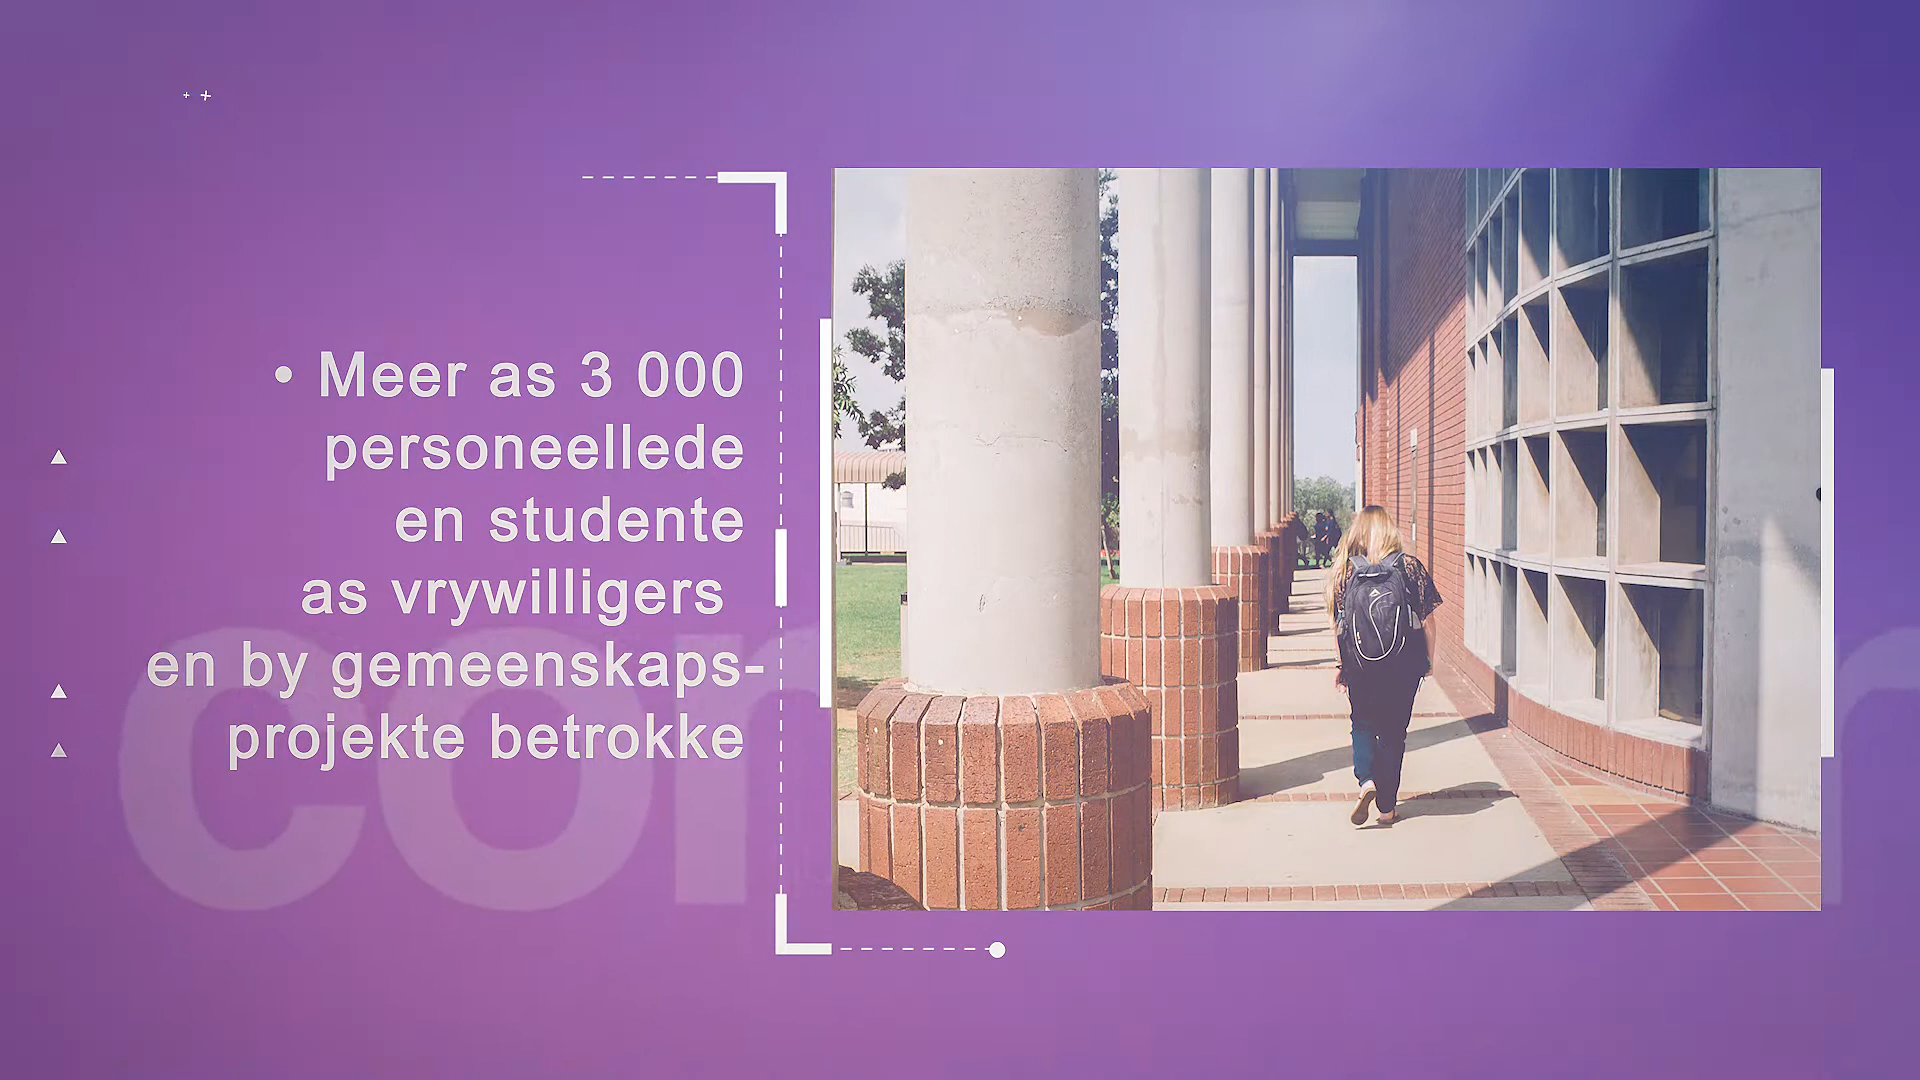 • Meer as 3 000
personeellede
en studente
as vrywilligers
en by gemeenskaps-
projekte betrokke